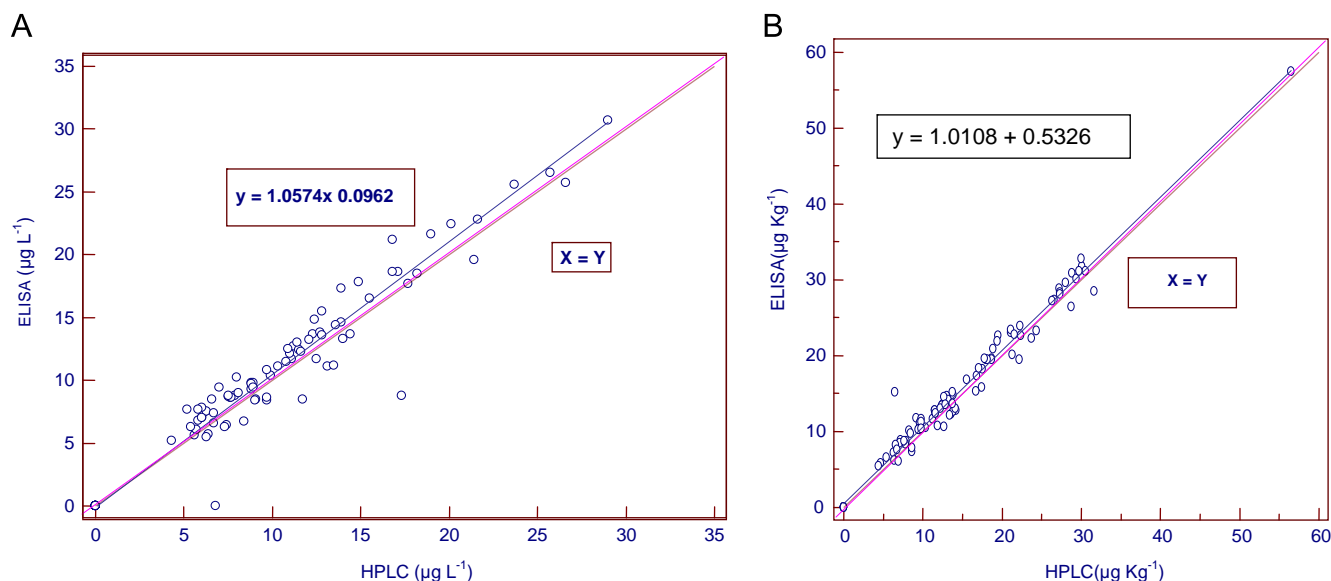 A
35
30
25
20
15
10
5
0
ELISA (µg L-1)
y = 1.0574x 0.0962
X = Y
0 5 10 15 20 25 30 35
HPLC (µg L-1)
B
60
50
40
30
20
10
0
ELISA(µg Kg-1)
y = 1.0108 + 0.5326
X = Y
0 10 20 30 40 50 60
HPLC(µg Kg-1)